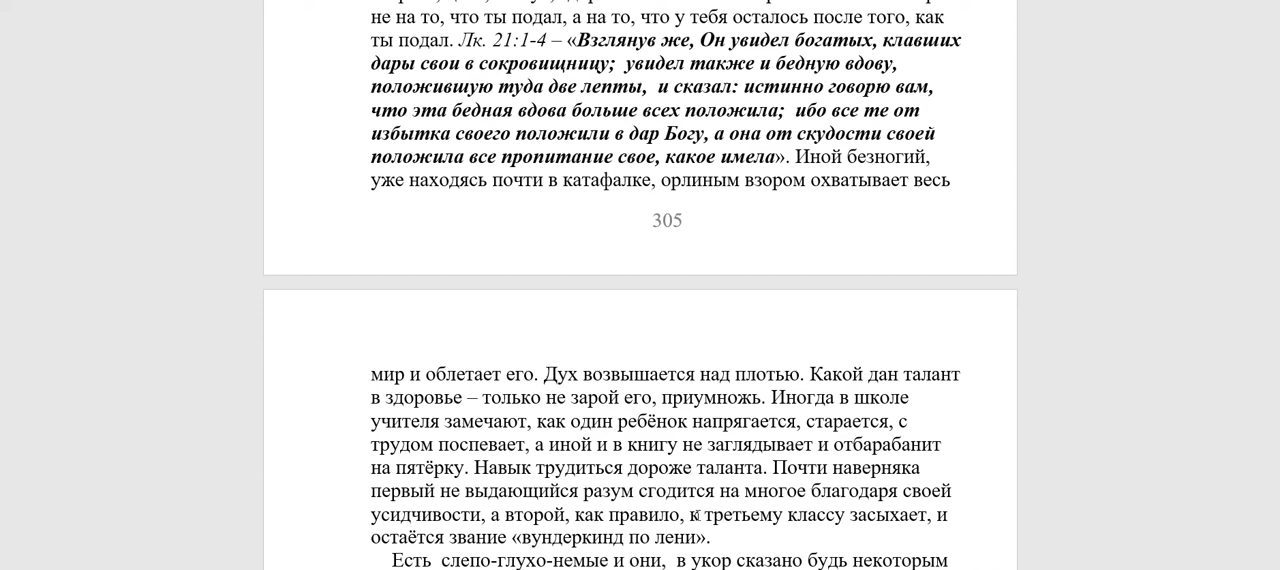 не на то, что ты подал, а на то, что у тебя осталось после того, как
ты подал. Лк. 21:1-4 – «Взглянув же, Он увидел богатых, клавших
дары свои в сокровищницу;  увидел также и бедную вдову,
положившую туда две лепты,  и сказал: истинно говорю вам,
что эта бедная вдова больше всех положила;  ибо все те от
избытка своего положили в дар Богу, а она от скудости своей
положила все пропитание свое, какое имела». Иной безногий,
уже находясь почти в катафалке, орлиным взором охватывает весь
305
мир и облетает его. Дух возвышается над плотью. Какой дан талант
в здоровье – только не зарой его, приумножь. Иногда в школе
учителя замечают, как один ребёнок напрягается, старается, с
трудом поспевает, а иной и в книгу не заглядывает и отбарабанит
на пятёрку. Навык трудиться дороже таланта. Почти наверняка
первый не выдающийся разум сгодится на многое благодаря своей
усидчивости, а второй, как правило, к третьему классу засыхает, и
остаётся звание «вундеркинд по лени».
Есть  слепо-глухо-немые и они,  в укор сказано будь некоторым